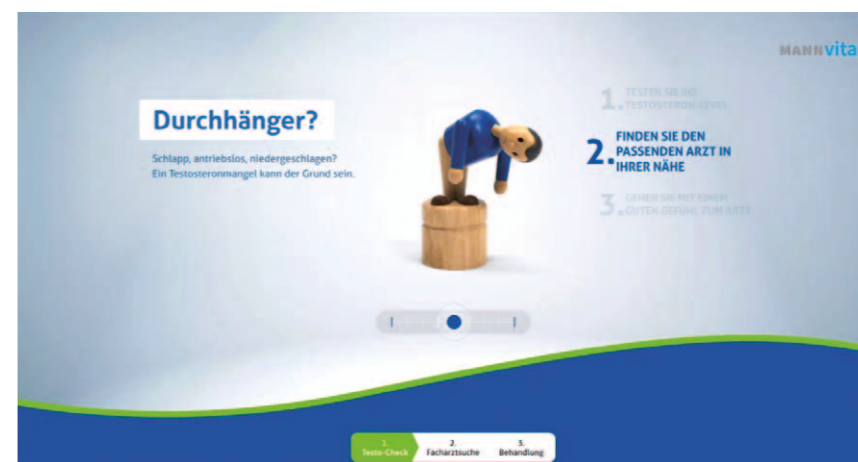 MANNvita
Durchhänger?
Schlapp, antriebslos, niedergeschlagen?
Ein Testosteronmangel kann der Grund sein.
1. TESTEN SIE IHR
TESTOSTERON-LEVEL
2. FINDEN SIE DEN
PASSENDEN ARZT IN
IHRER NÄHE
3. GEHEN SIE MIT EINEM
GUTEN GEFÜHL ZUM ARZT
1.
Testo-Check
2.
Facharztsuche
3.
Behandlung